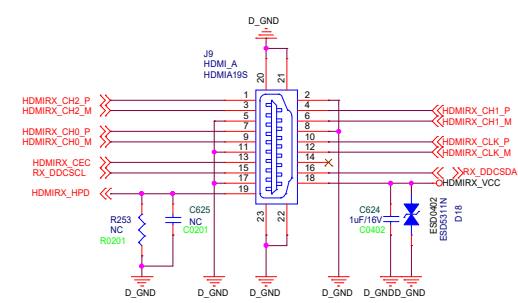 D_GND
J9
HDMI_A
HDMIA19S
20 21
1 2
HDMIRX_CH2_P
3 4
HDMIRX_CH2_M
HDMIRX_CH1_P
5 6
HDMIRX_CH1_M
7 8
HDMIRX_CH0_P
9 10
HDMIRX_CH0_M
HDMIRX_CLK_P
11 12
HDMIRX_CLK_M
13 14
HDMIRX_CEC
15 16
RX_DDCSCL
RX_DDCSDA
17 18
HDMIRX_VCC
19
HDMIRX_HPD
23 22
R253
NC
R0201
C625
NC
C0201
C624
1uF/16V
C0402
ESD0402
ESD5311N
D18
D_GND
D_GND
D_GND
D_GND
D_GND
D_GND